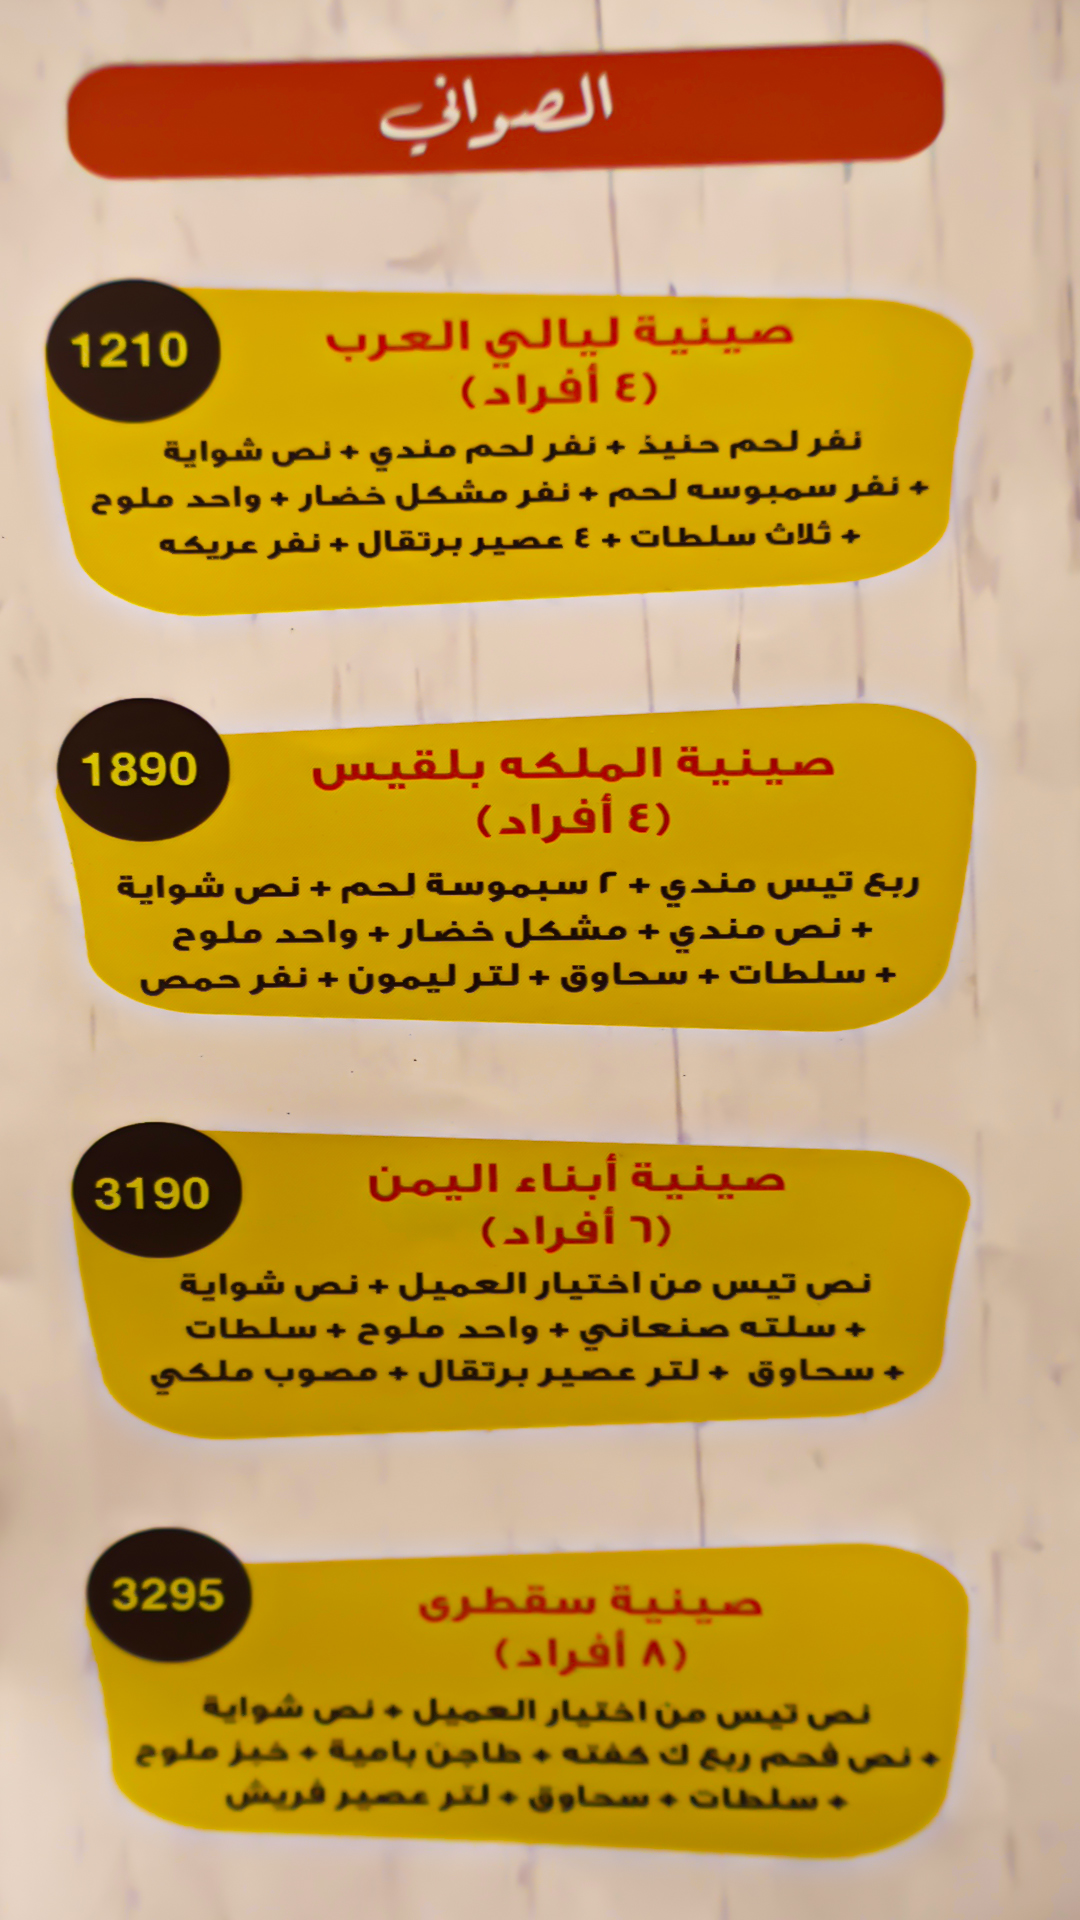 الصواني
1210
صينية ليالي العرب
(٤ أفراد)
نفر لحم حنيذ + نفر لحم مندي + نص شواية
+ نفر سمبوسه لحم + نفر مشكل خضار + واحد ملوح
+ ثلاث سلطات + ٤ عصير برتقال + نفر عريكه
1890
صينية الملكه بلقيس
(٤ أفراد)
ربع تيس مندي + ٢ سبموسة لحم + نص شواية
+ نص مندي + مشكل خضار + واحد ملوح
+ سلطات + سحاوق + لتر ليمون + نفر حمص
3190
صينية أبناء اليمن
(٦ أفراد)
نص تيس من اختيار العميل + نص شواية
+ سلته صنعاني + واحد ملوح + سلطات
+ سحاوق + لتر عصير برتقال + مصوب ملكي
3295
صينية سقطرى
(٨ أفراد)
نص تيس من اختيار العميل + نص شواية
+ نص فحم ربع ك كفته + طاجن بامية + خبز ملوح
+ سلطات + سحاوق + لتر عصير فريش